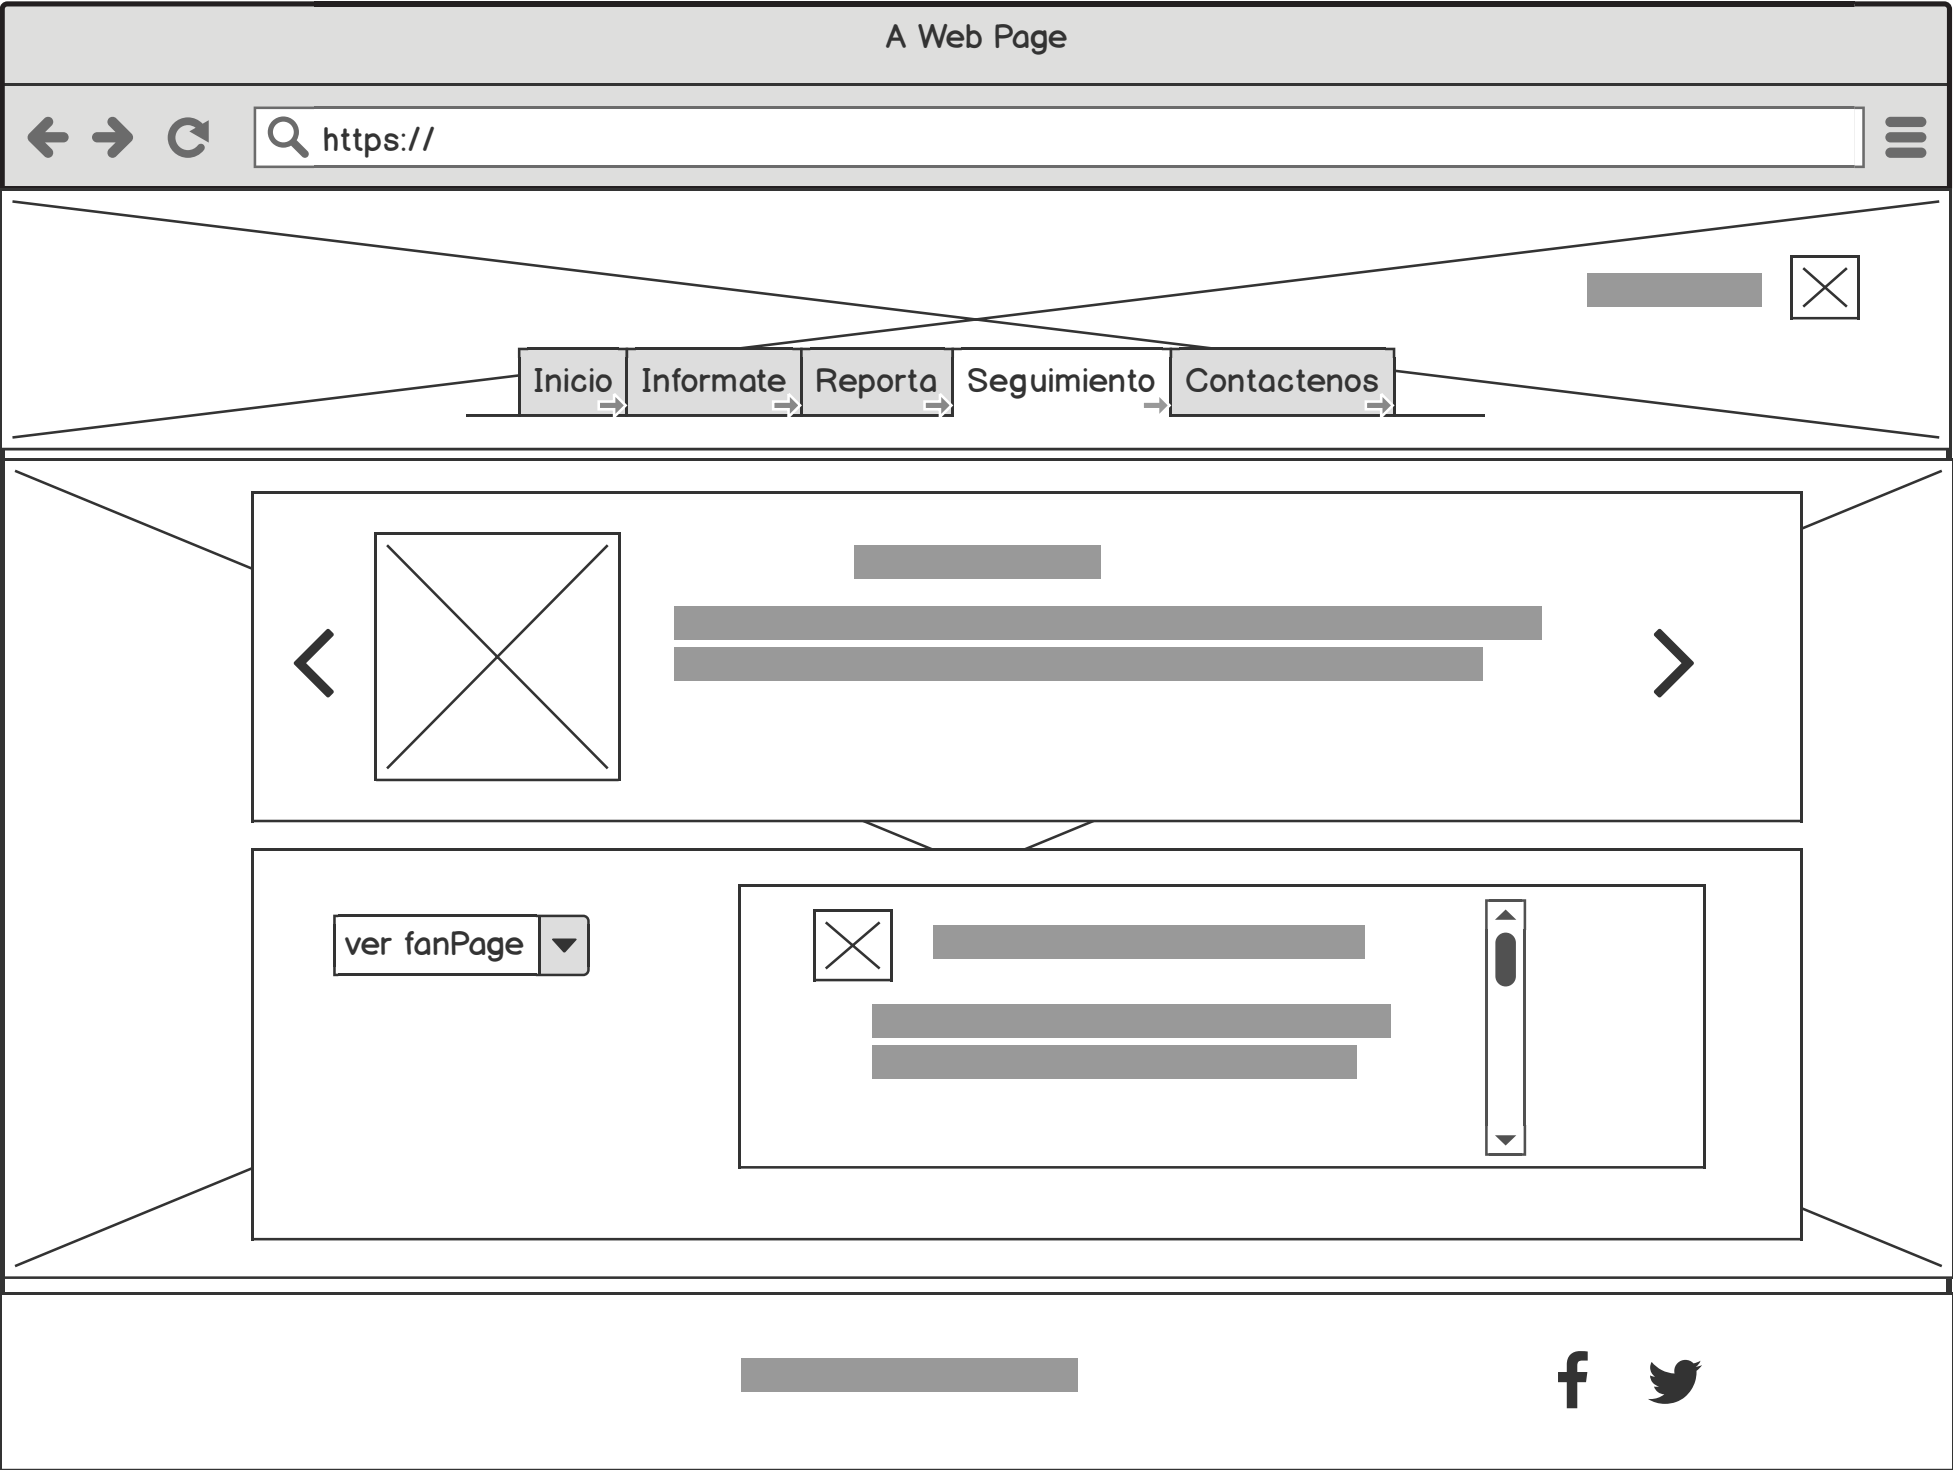 A Web Page
https://
Inicio Informate Reporta Seguimiento Contactenos
ver fanPage